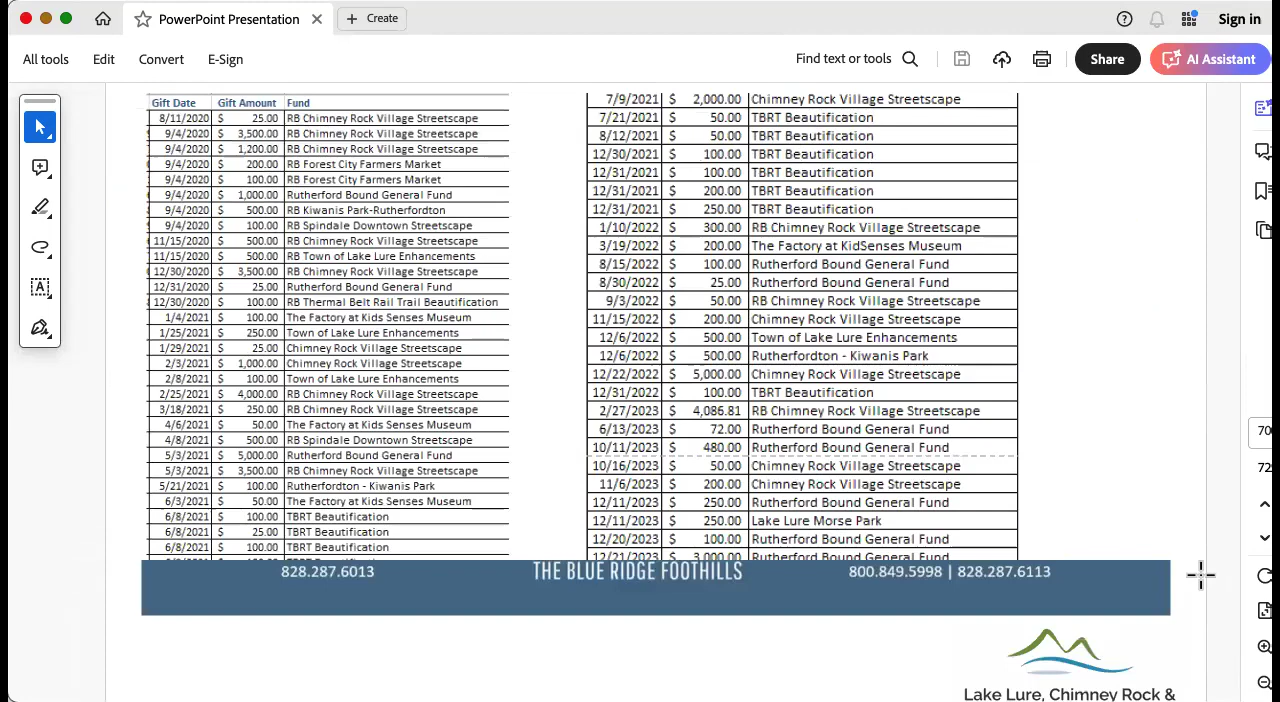 PowerPoint Presentation
Create
Sign in
All tools Edit Convert E-Sign
Find text or tools
Share
AI Assistant
Gift Date Gift Amount Fund
8/11/2020 $ 25.00 RB Chimney Rock Village Streetscape
9/4/2020 $ 3,500.00 RB Chimney Rock Village Streetscape
9/4/2020 $ 1,200.00 RB Chimney Rock Village Streetscape
9/4/2020 $ 200.00 RB Forest City Farmers Market
9/4/2020 $ 100.00 RB Forest City Farmers Market
9/4/2020 $ 1,000.00 Rutherford Bound General Fund
9/4/2020 $ 500.00 RB Kiwanis Park-Rutherfordton
9/4/2020 $ 100.00 RB Spindale Downtown Streetscape
11/15/2020 $ 500.00 RB Chimney Rock Village Streetscape
11/15/2020 $ 500.00 RB Town of Lake Lure Enhancements
12/30/2020 $ 3,500.00 RB Chimney Rock Village Streetscape
12/31/2020 $ 25.00 Rutherford Bound General Fund
12/30/2020 $ 100.00 RB Thermal Belt Rail Trail Beautification
1/4/2021 $ 100.00 The Factory at Kids Senses Museum
1/25/2021 $ 250.00 Town of Lake Lure Enhancements
1/29/2021 $ 25.00 Chimney Rock Village Streetscape
2/3/2021 $ 1,000.00 Chimney Rock Village Streetscape
2/8/2021 $ 100.00 Town of Lake Lure Enhancements
2/25/2021 $ 4,000.00 RB Chimney Rock Village Streetscape
3/18/2021 $ 250.00 RB Chimney Rock Village Streetscape
4/6/2021 $ 50.00 The Factory at Kids Senses Museum
4/8/2021 $ 500.00 RB Spindale Downtown Streetscape
5/3/2021 $ 5,000.00 Rutherford Bound General Fund
5/3/2021 $ 3,500.00 RB Chimney Rock Village Streetscape
5/21/2021 $ 100.00 Rutherfordton - Kiwanis Park
6/3/2021 $ 50.00 The Factory at Kids Senses Museum
6/8/2021 $ 100.00 TBRT Beautification
6/8/2021 $ 25.00 TBRT Beautification
6/8/2021 $ 100.00 TBRT Beautification
7/9/2021 $ 2,000.00 Chimney Rock Village Streetscape
7/21/2021 $ 50.00 TBRT Beautification
8/12/2021 $ 50.00 TBRT Beautification
12/30/2021 $ 100.00 TBRT Beautification
12/31/2021 $ 100.00 TBRT Beautification
12/31/2021 $ 200.00 TBRT Beautification
12/31/2021 $ 250.00 TBRT Beautification
1/10/2022 $ 300.00 RB Chimney Rock Village Streetscape
3/19/2022 $ 200.00 The Factory at KidSenses Museum
8/15/2022 $ 100.00 Rutherford Bound General Fund
8/30/2022 $ 25.00 Rutherford Bound General Fund
9/3/2022 $ 50.00 RB Chimney Rock Village Streetscape
11/15/2022 $ 200.00 Chimney Rock Village Streetscape
12/6/2022 $ 500.00 Town of Lake Lure Enhancements
12/6/2022 $ 500.00 Rutherfordton - Kiwanis Park
12/22/2022 $ 5,000.00 Chimney Rock Village Streetscape
12/31/2022 $ 100.00 TBRT Beautification
2/27/2023 $ 4,086.81 RB Chimney Rock Village Streetscape
6/13/2023 $ 72.00 Rutherford Bound General Fund
10/11/2023 $ 480.00 Rutherford Bound General Fund
10/16/2023 $ 50.00 Chimney Rock Village Streetscape
11/6/2023 $ 200.00 Chimney Rock Village Streetscape
12/11/2023 $ 250.00 Rutherford Bound General Fund
12/11/2023 $ 250.00 Lake Lure Morse Park
12/20/2023 $ 100.00 Rutherford Bound General Fund
12/21/2023 $ 3,000.00 Rutherford Bound General Fund
70
72
828.287.6013 THE BLUE RIDGE FOOTHILLS 800.849.5998 | 828.287.6113
Lake Lure, Chimney Rock &